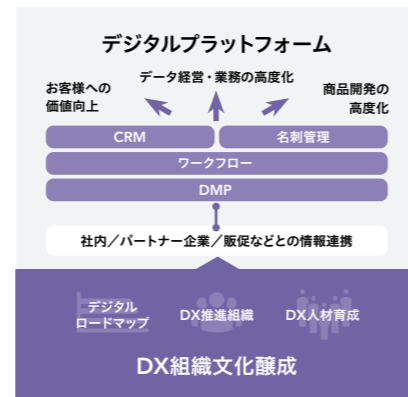 デジタルプラットフォーム
データ経営・業務の高度化
お客様への
価値向上
商品開発の
高度化
CRM
名刺管理
ワークフロー
DMP
社内／パートナー企業／販促などとの情報連携
デジタル
ロードマップ
DX推進組織
DX人材育成
DX組織文化醸成